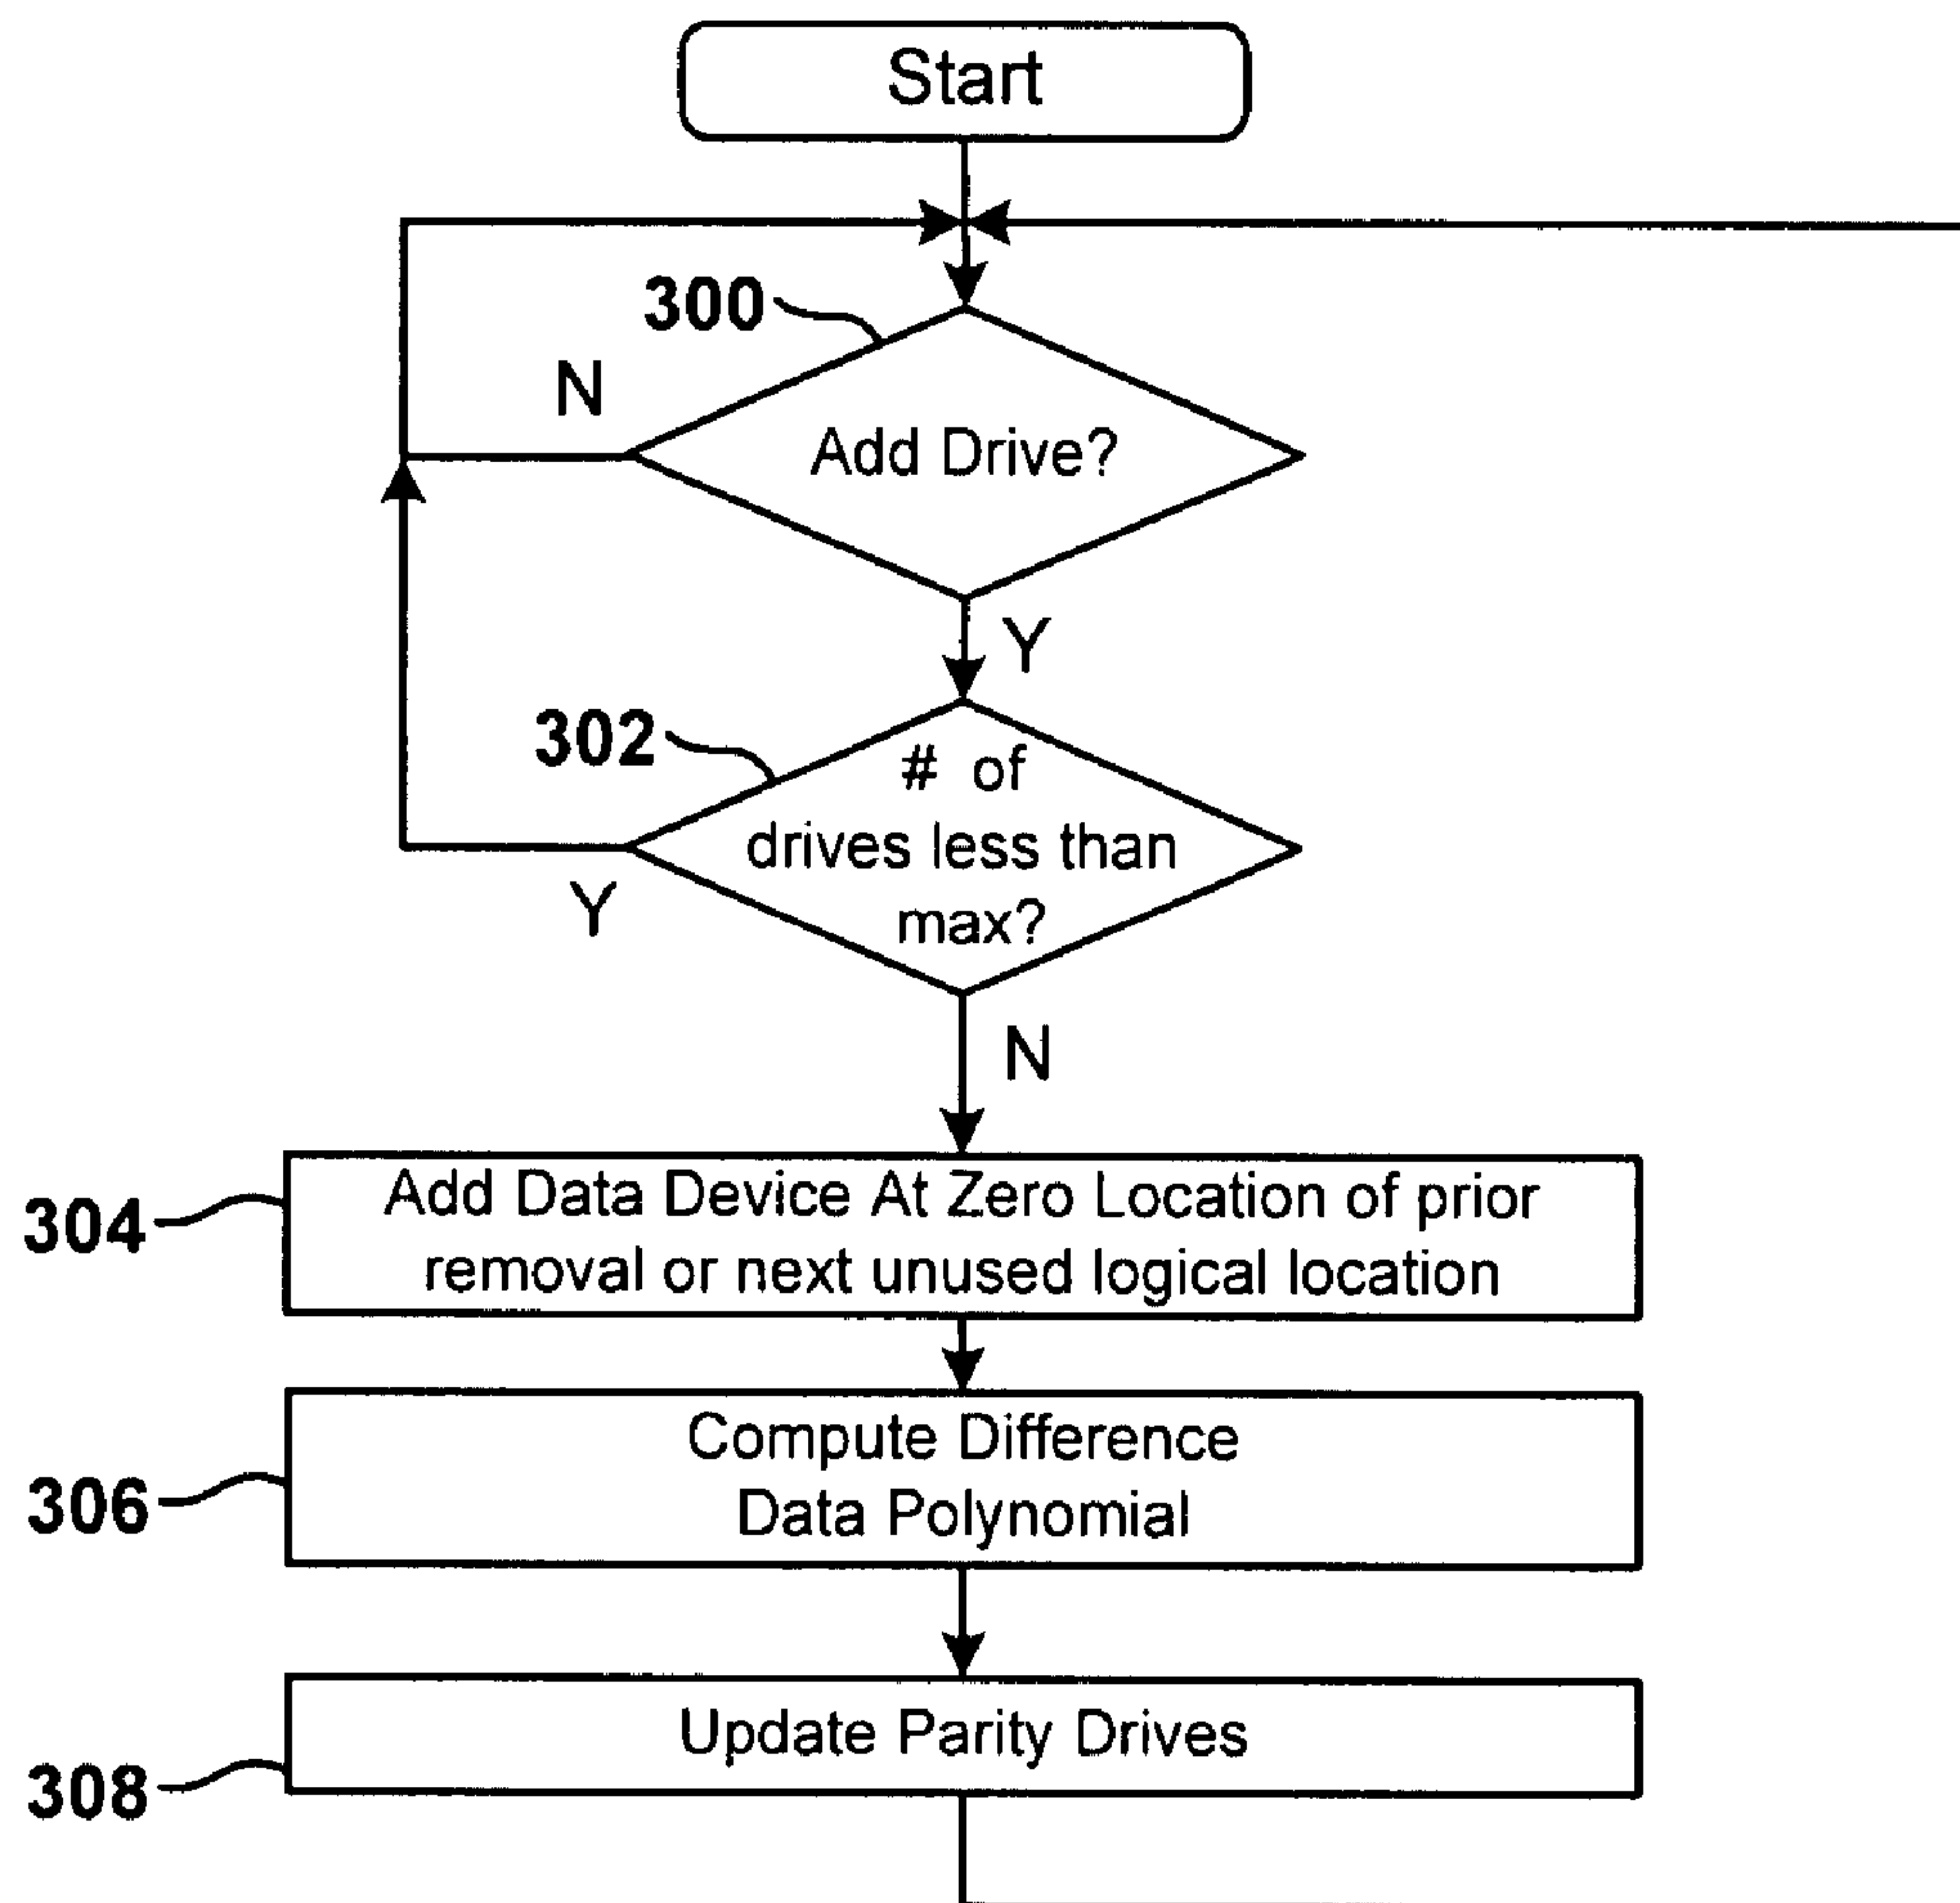 Start
300
N
Add Drive?
Y
302
# of
drives less than
max?
Y
N
304
Add Data Device At Zero Location of prior
removal or next unused logical location
306
Compute Difference
Data Polynomial
308
Update Parity Drives